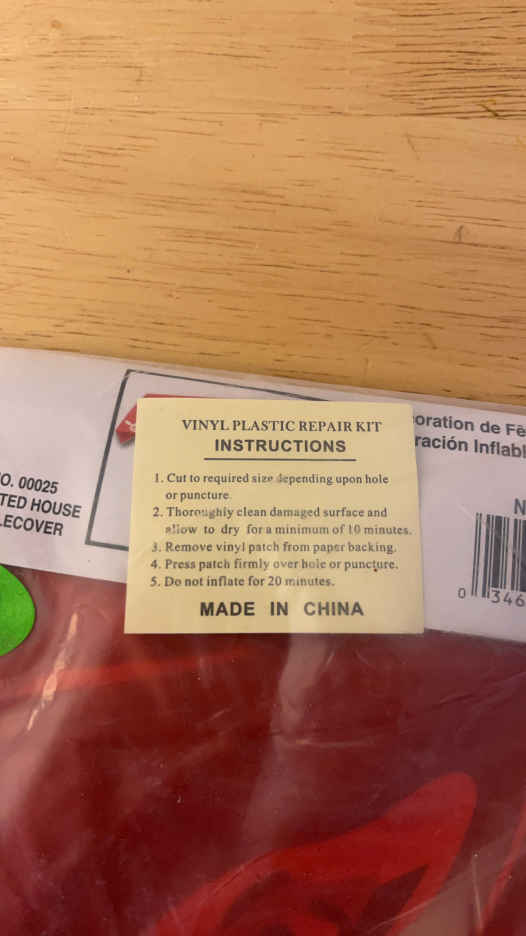 VINYL PLASTIC REPAIR KIT
INSTRUCTIONS
1. Cut to required size depending upon hole
or puncture.
2. Thoroughly clean damaged surface and
allow to dry for a minimum of 10 minutes.
3. Remove vinyl patch from paper backing.
4. Press patch firmly over hole or puncture.
5. Do not inflate for 20 minutes.
MADE IN CHINA
O. 00025
TED HOUSE
LECOVER
oration de Fê
ración Inflabl
N
0 346